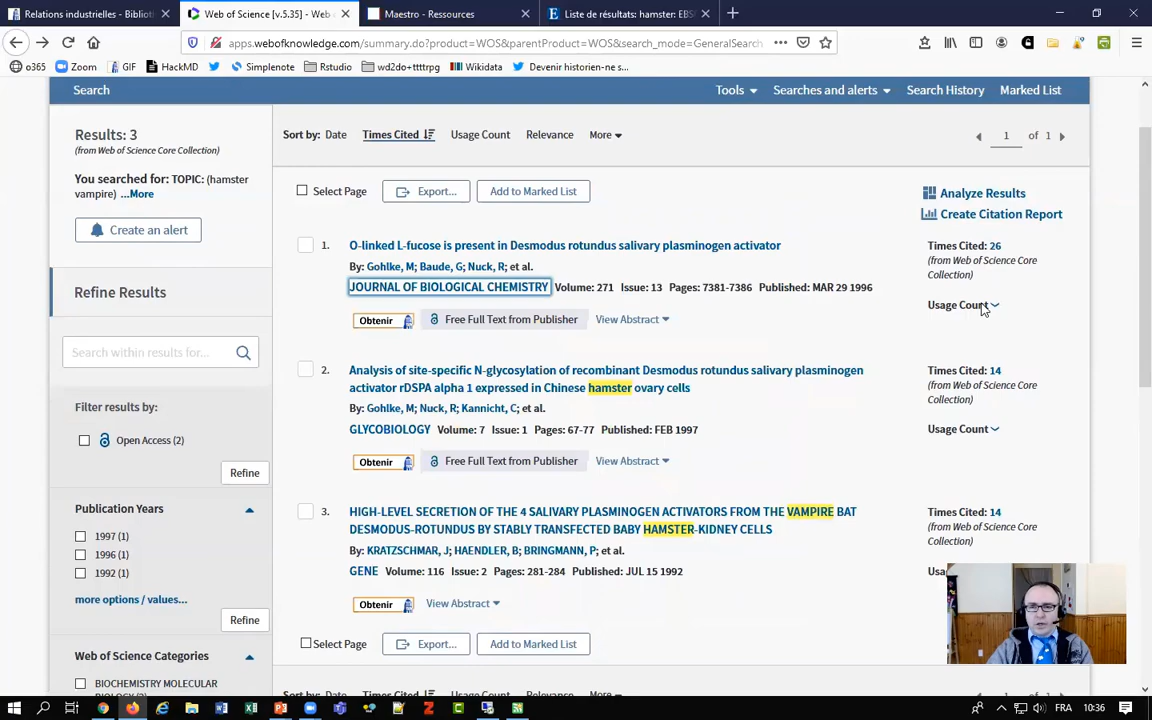 Relations industrielles - Biblioth
Web of Science [v.5.35] - Web
Maestro - Ressources
Liste de résultats: hamster: EBS
apps.webofknowledge.com/summary.do?product=WOS&parentProduct=WOS&search_mode=GeneralSearch
o365 Zoom GIF HackMD Simplenote Rstudio wd2do+ttttrpg Wikidata Devenir historien-ne s...
Search Tools Searches and alerts Search History Marked List
Results: 3
(from Web of Science Core Collection)
You searched for: TOPIC: (hamster
vampire) ...More
Create an alert
Refine Results
Search within results for...
Filter results by:
Open Access (2)
Refine
Publication Years
1997 (1)
1996 (1)
1992 (1)
more options / values...
Refine
Web of Science Categories
BIOCHEMISTRY MOLECULAR
Sort by: Date Times Cited Usage Count Relevance More
1 of 1
Select Page Export... Add to Marked List
Analyze Results
Create Citation Report
1. O-linked L-fucose is present in Desmodus rotundus salivary plasminogen activator
By: Gohlke, M; Baude, G; Nuck, R; et al.
JOURNAL OF BIOLOGICAL CHEMISTRY Volume: 271 Issue: 13 Pages: 7381-7386 Published: MAR 29 1996
Obtenir Free Full Text from Publisher View Abstract
Times Cited: 26
(from Web of Science Core
Collection)
Usage Count
2. Analysis of site-specific N-glycosylation of recombinant Desmodus rotundus salivary plasminogen
activator rDSPA alpha 1 expressed in Chinese hamster ovary cells
By: Gohlke, M; Nuck, R; Kannicht, C; et al.
GLYCOBIOLOGY Volume: 7 Issue: 1 Pages: 67-77 Published: FEB 1997
Obtenir Free Full Text from Publisher View Abstract
Times Cited: 14
(from Web of Science Core
Collection)
Usage Count
3. HIGH-LEVEL SECRETION OF THE 4 SALIVARY PLASMINOGEN ACTIVATORS FROM THE VAMPIRE BAT
DESMODUS-ROTUNDUS BY STABLY TRANSFECTED BABY HAMSTER-KIDNEY CELLS
By: KRATZSCHMAR, J; HAENDLER, B; BRINGMANN, P; et al.
GENE Volume: 116 Issue: 2 Pages: 281-284 Published: JUL 15 1992
Obtenir View Abstract
Times Cited: 14
(from Web of Science Core
Collection)
Usa
Select Page Export... Add to Marked List
Sort by: Date Times Cited Usage Count Relevance More
1 of 1
FRA 10:36